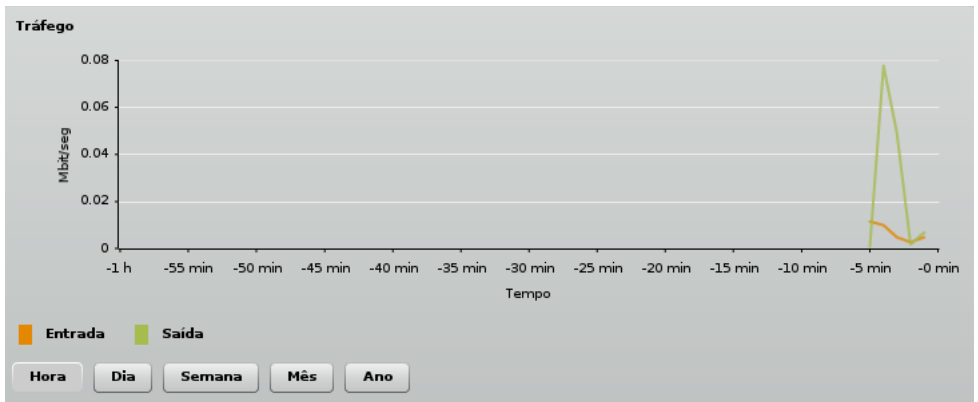 Tráfego
0.08
0.06
0.04
0.02
0
Mbit/seg
-1 h -55 min -50 min -45 min -40 min -35 min -30 min -25 min -20 min -15 min -10 min -5 min -0 min
Tempo
Entrada Saída
Hora Dia Semana Mês Ano